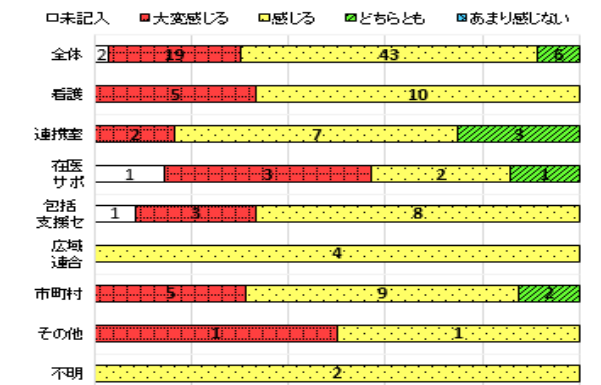 □未記入 ■大変感じる □感じる ▨どちらとも ▩あまり感じない
全体 2 19 43 6
看護 5 10
連携室 2 7 3
在医
サポ 1 3 2 1
包括
支援セ 1 3 8
広域
連合 4
市町村 5 9 2
その他 1 1
不明 2